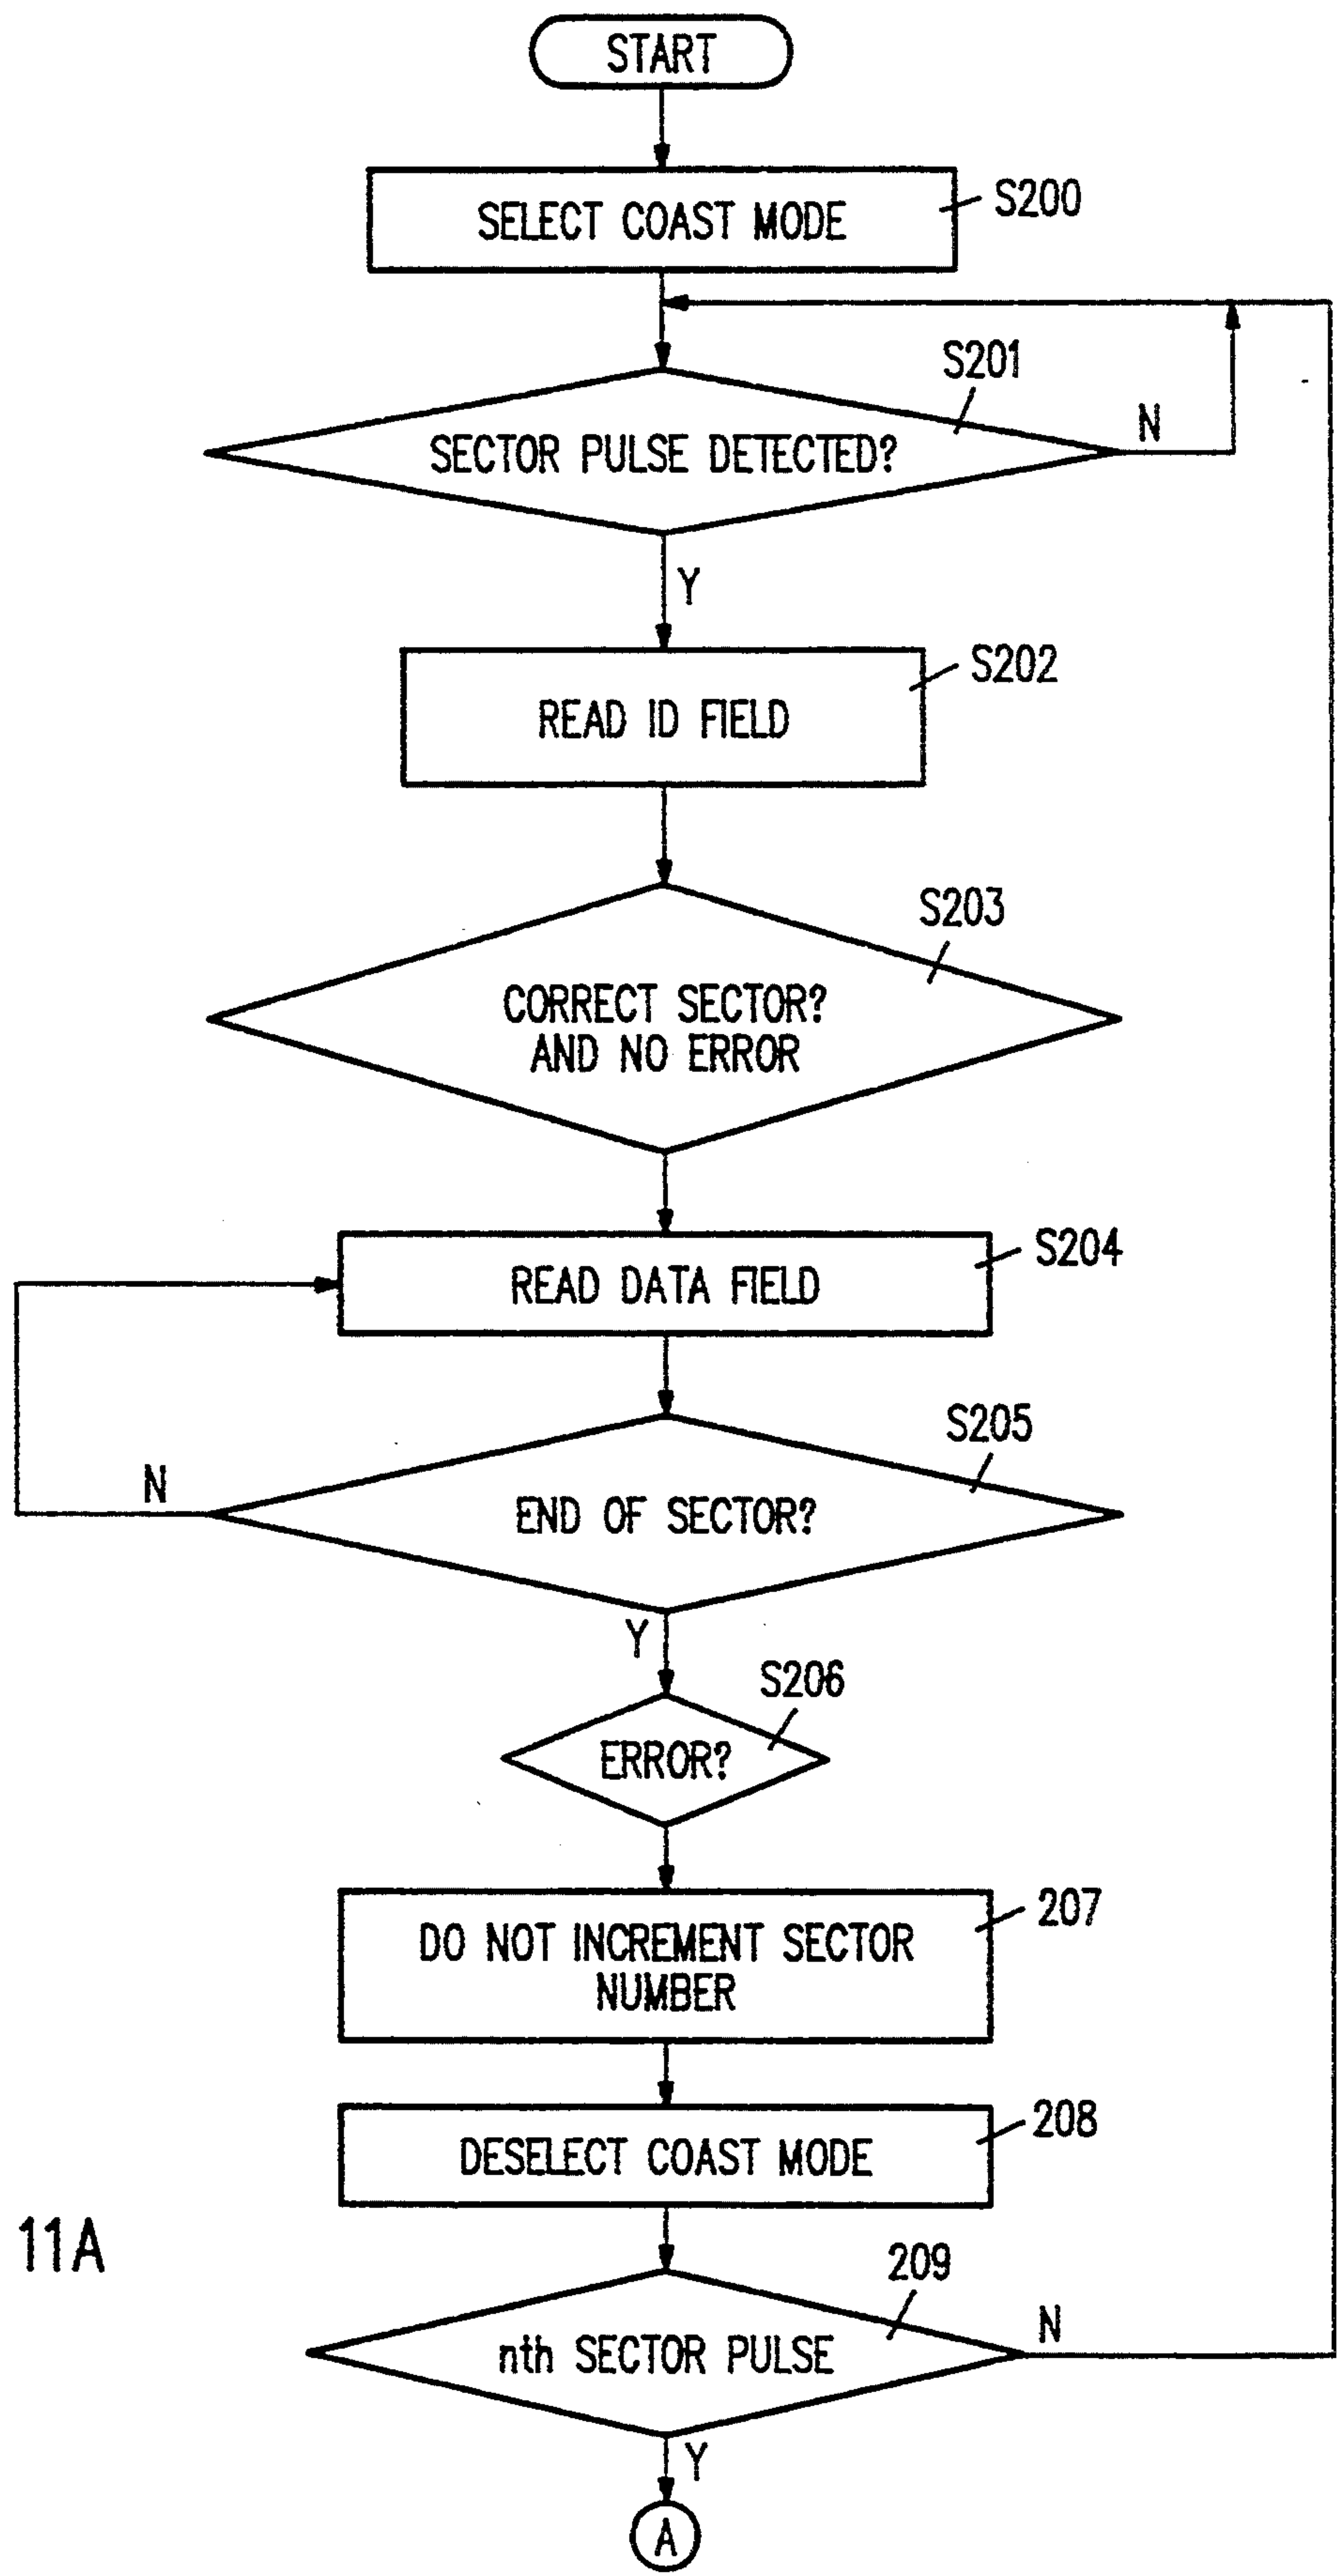 START
SELECT COAST MODE
S200
S201
SECTOR PULSE DETECTED?
N
Y
S202
READ ID FIELD
S203
CORRECT SECTOR?
AND NO ERROR
S204
READ DATA FIELD
S205
N
END OF SECTOR?
Y
S206
ERROR?
207
DO NOT INCREMENT SECTOR
NUMBER
208
DESELECT COAST MODE
11A
209
N
nth SECTOR PULSE
Y
A